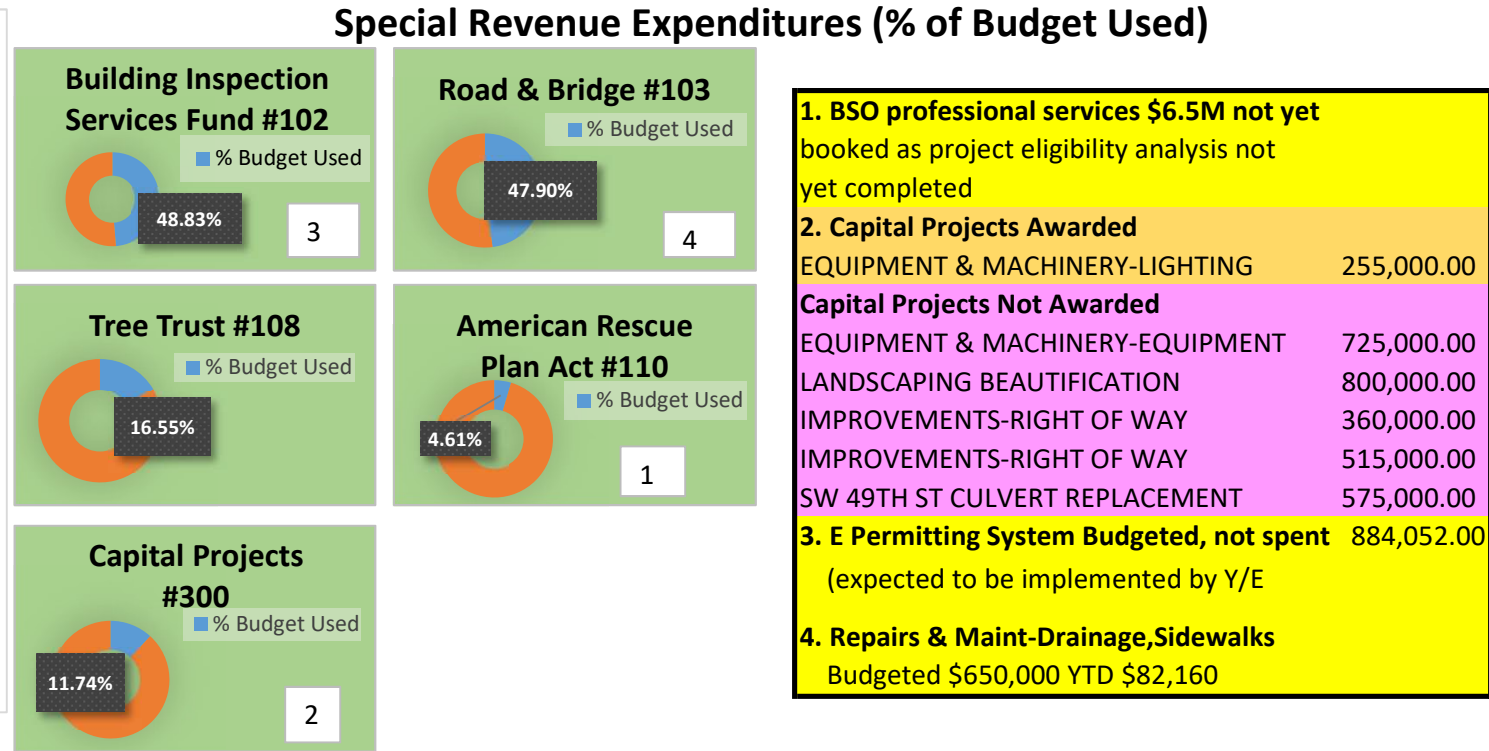 Special Revenue Expenditures (% of Budget Used)
Building Inspection
Services Fund #102
% Budget Used
48.83%
3
Road & Bridge #103
% Budget Used
47.90%
4
Tree Trust #108
% Budget Used
16.55%
American Rescue
Plan Act #110
% Budget Used
4.61%
1
Capital Projects
#300
% Budget Used
11.74%
2
1. BSO professional services $6.5M not yet
booked as project eligibility analysis not
yet completed
2. Capital Projects Awarded
EQUIPMENT & MACHINERY-LIGHTING 255,000.00
Capital Projects Not Awarded
EQUIPMENT & MACHINERY-EQUIPMENT 725,000.00
LANDSCAPING BEAUTIFICATION 800,000.00
IMPROVEMENTS-RIGHT OF WAY 360,000.00
IMPROVEMENTS-RIGHT OF WAY 515,000.00
SW 49TH ST CULVERT REPLACEMENT 575,000.00
3. E Permitting System Budgeted, not spent 884,052.00
(expected to be implemented by Y/E
4. Repairs & Maint-Drainage,Sidewalks
Budgeted $650,000 YTD $82,160